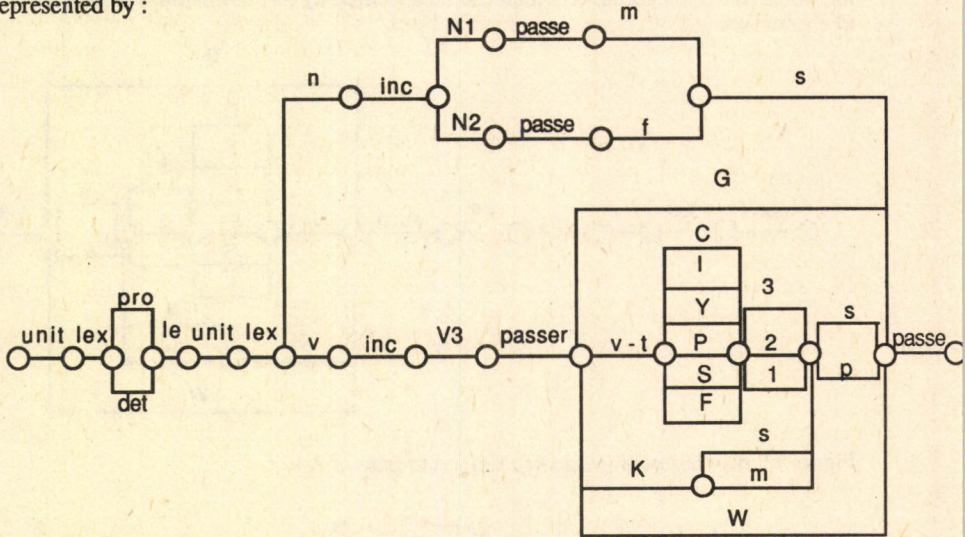 epresented by :
N1 passe m
n inc s
N2 passe f
G
C
I
Y 3
pro s
unit lex le unit lex v inc V3 passer v - t P 2 passe
S 1 p
det F
s
K m
W